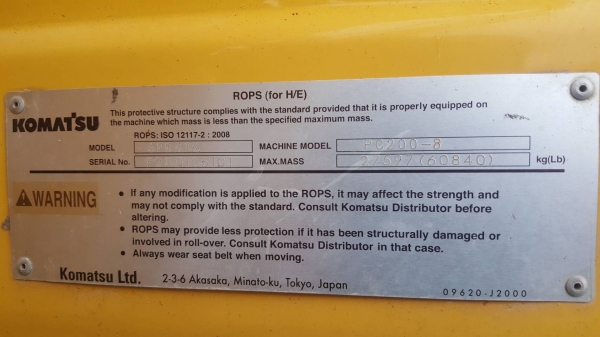 ROPS (for H/E)
This protective structure complies with the standard provided that it is properly equipped on
the machine which mass is less than the specified maximum mass.
KOMATSU
ROPS: ISO 12117-2 : 2008
MODEL MACHINE MODEL PC200-8
SERIAL No. MAX.MASS 27597(60840) kg(Lb)
WARNING
• If any modification is applied to the ROPS, it may affect the strength and
may not comply with the standard. Consult Komatsu Distributor before
altering.
• ROPS may provide less protection if it has been structurally damaged or
involved in roll-over. Consult Komatsu Distributor in that case.
• Always wear seat belt when moving.
Komatsu Ltd. 2-3-6 Akasaka, Minato-ku, Tokyo, Japan
09620-J2000